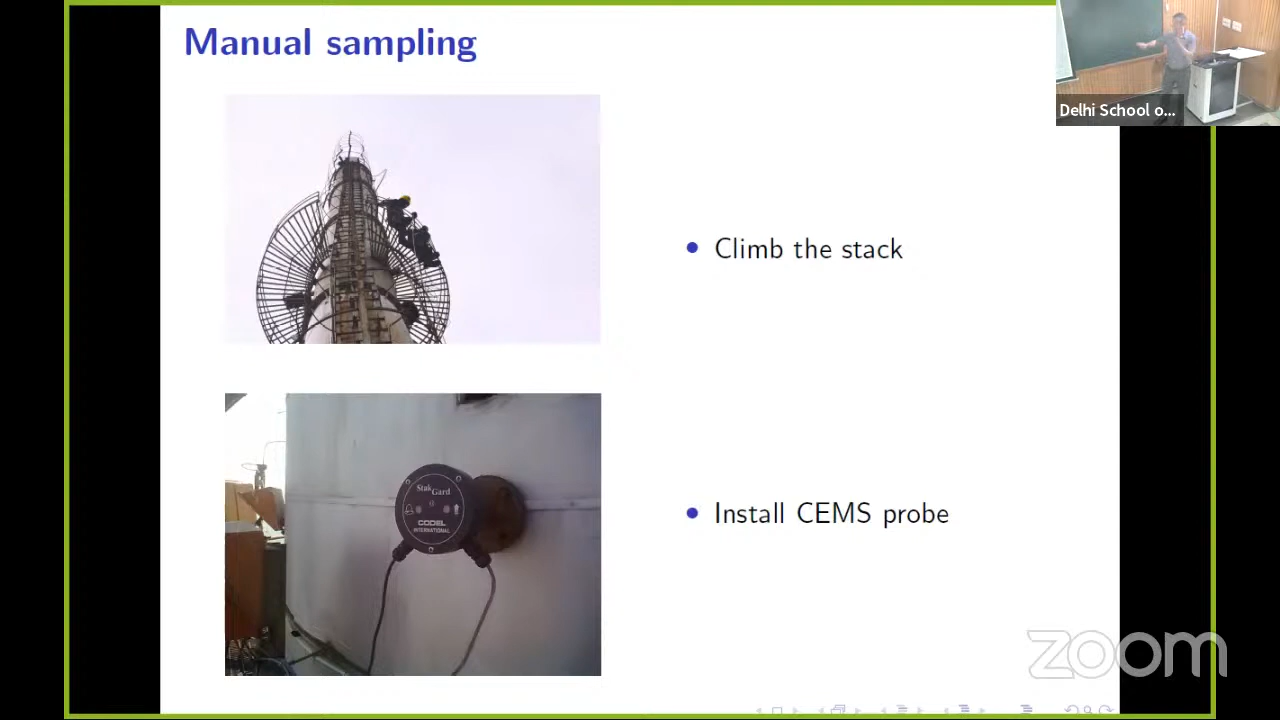 Manual sampling
Delhi School o...
Climb the stack
Stak
Gard
CODEL
INTERNATIONAL
Install CEMS probe
zoom